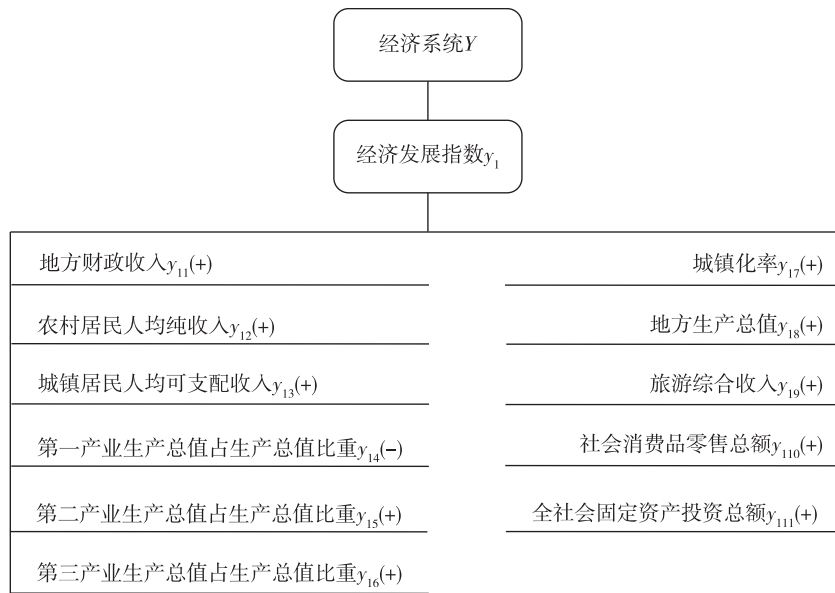 经济系统Y
经济发展指数y₁
地方财政收入y₁₁(+)
农村居民人均纯收入y₁₂(+)
城镇居民人均可支配收入y₁₃(+)
第一产业生产总值占生产总值比重y₁₄(−)
第二产业生产总值占生产总值比重y₁₅(+)
第三产业生产总值占生产总值比重y₁₆(+)
城镇化率y₁₇(+)
地方生产总值y₁₈(+)
旅游综合收入y₁₉(+)
社会消费品零售总额y₁₁₀(+)
全社会固定资产投资总额y₁₁₁(+)